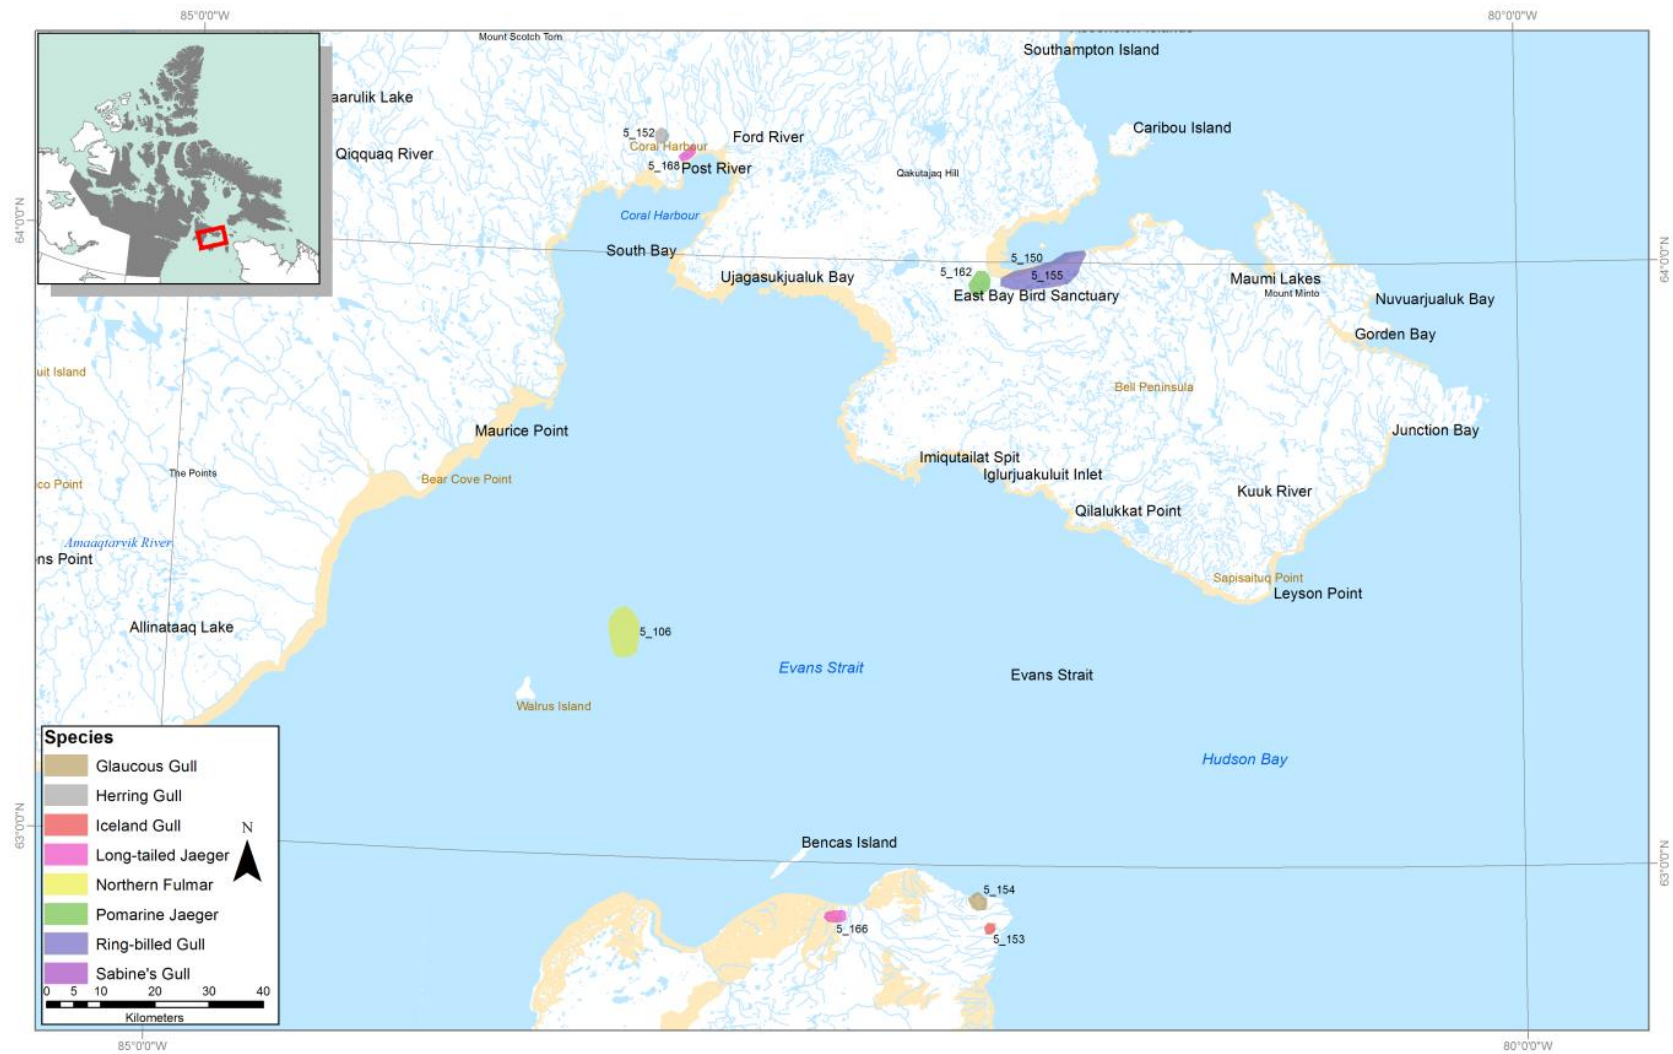 85°0'0"W
80°0'0"W
Mount Scotch Tom
Southampton Island
aarulik Lake
Caribou Island
5_152
Ford River
Coral Harbour
Qiqquaq River
5_168
Post River
Qakutajaq Hill
64°0'0"N
Coral Harbour
South Bay
5_150
64°0'0"N
5_162
5_155
Ujagasukjualuk Bay
Maumi Lakes
East Bay Bird Sanctuary
Mount Minto
Nuvuarjualuk Bay
Gorden Bay
uit Island
Bell Peninsula
Maurice Point
Junction Bay
Imiqutailat Spit
The Points
Iglurjuakuluit Inlet
Bear Cove Point
co Point
Kuuk River
Qilalukkat Point
Amaaqtarvik River
ns Point
Sapisaituq Point
Leyson Point
Allinataaq Lake
5_106
Evans Strait
Evans Strait
Walrus Island
Hudson Bay
Species
Glaucous Gull
Herring Gull
Iceland Gull
Long-tailed Jaeger
Northern Fulmar
Pomarine Jaeger
Ring-billed Gull
Sabine's Gull
N
0 5 10 20 30 40
Kilometers
63°0'0"N
Bencas Island
63°0'0"N
5_154
5_166
5_153
85°0'0"W
80°0'0"W